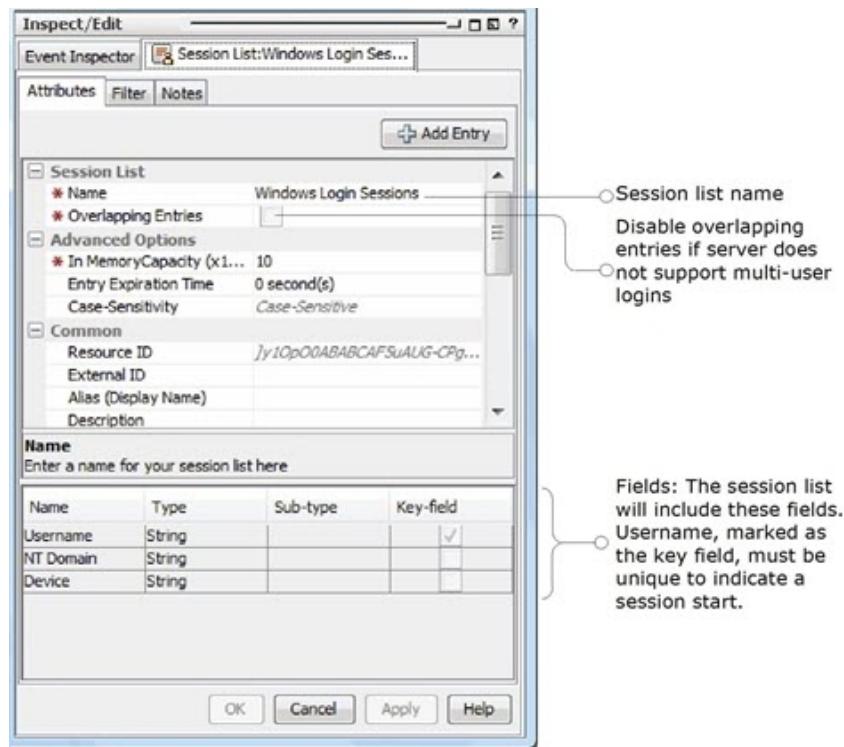 Inspect/Edit
?
Event Inspector
Session List:Windows Login Ses...
Attributes
Filter
Notes
Add Entry
Session List
* Name Windows Login Sessions
* Overlapping Entries
Advanced Options
* In MemoryCapacity (x1... 10
Entry Expiration Time 0 second(s)
Case-Sensitivity Case-Sensitive
Common
Resource ID
External ID
Alias (Display Name)
Description
Name
Enter a name for your session list here
Name Type Sub-type Key-field
Username String
NT Domain String
Device String
OK Cancel Apply Help
Session list name
Disable overlapping
entries if server does
not support multi-user
logins
Fields: The session list
will include these fields.
Username, marked as
the key field, must be
unique to indicate a
session start.